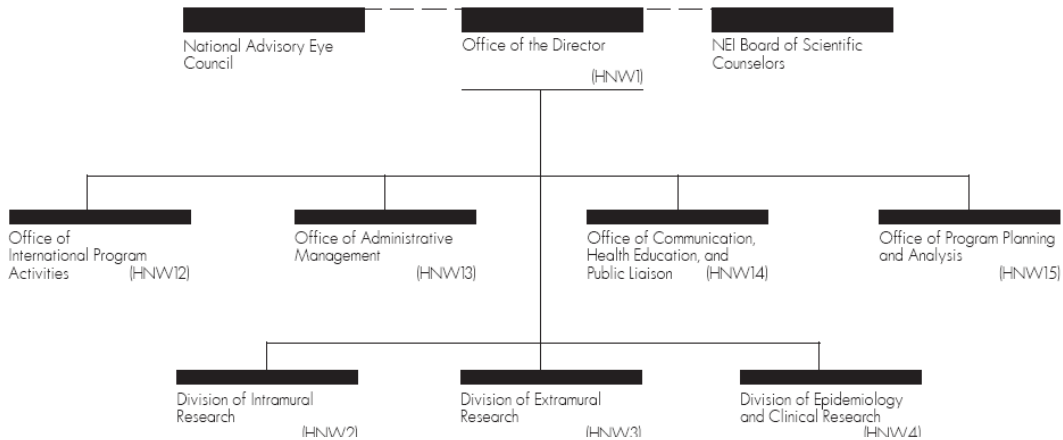 National Advisory Eye
Council
Office of the Director
(HNW1)
NEI Board of Scientific
Counselors
Office of
International Program
Activities (HNW12)
Office of Administrative
Management (HNW13)
Office of Communication,
Health Education, and
Public Liaison (HNW14)
Office of Program Planning
and Analysis
(HNW15)
Division of Intramural
Research
(HNW2)
Division of Extramural
Research
(HNW3)
Division of Epidemiology
and Clinical Research
(HNW4)